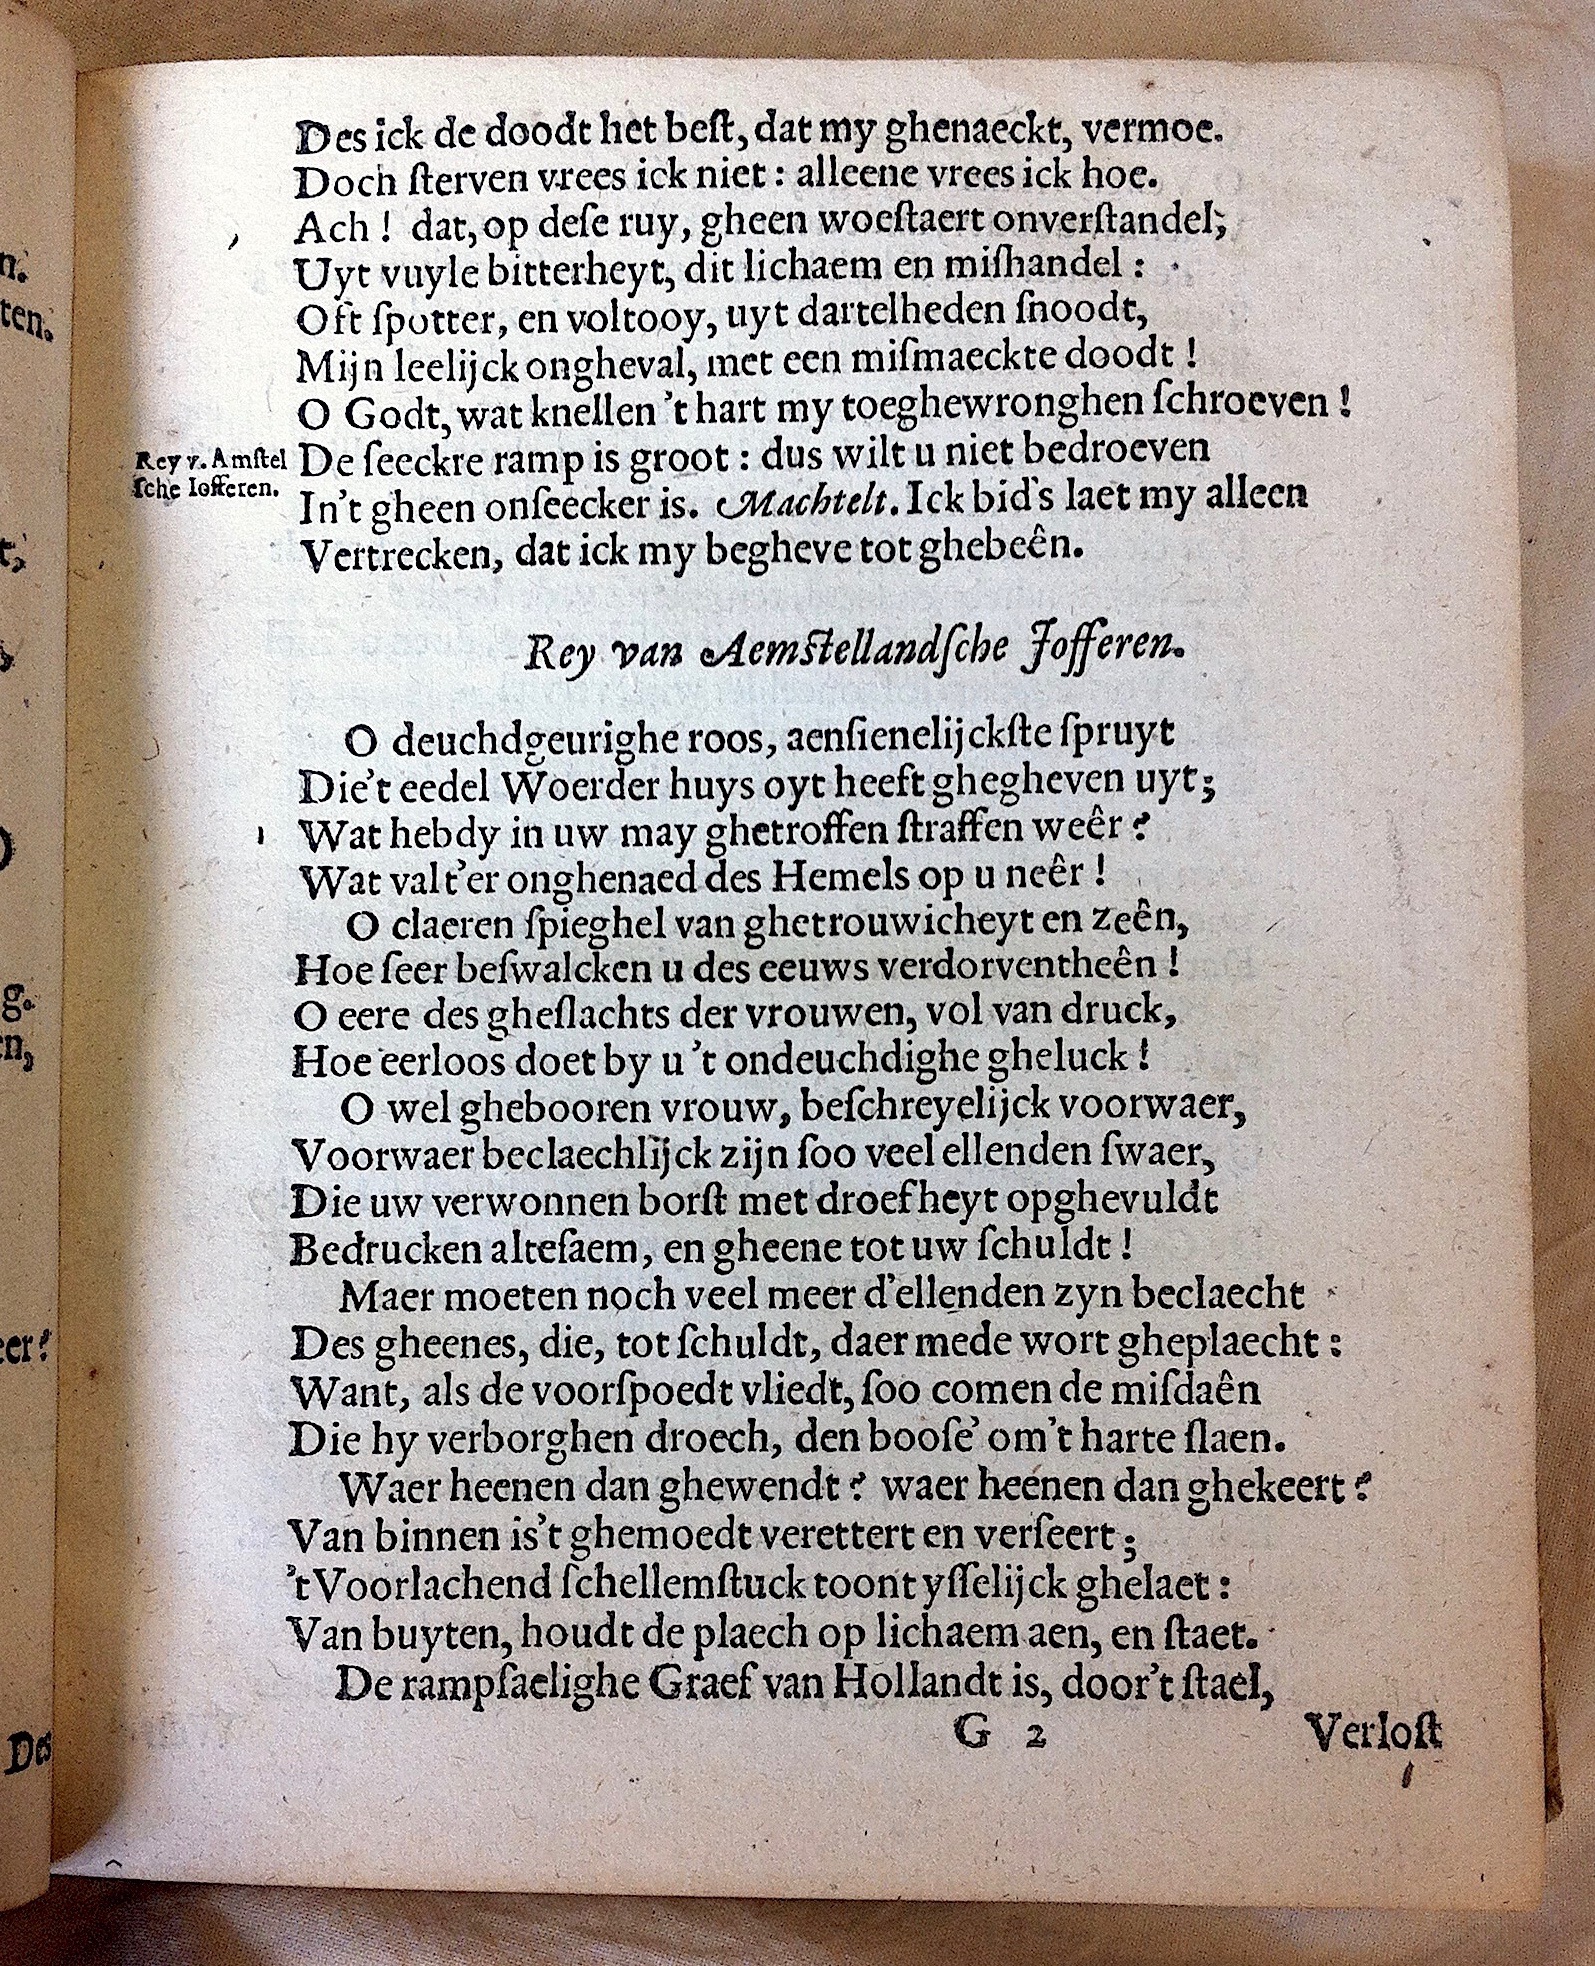 Des ick de doodt het beſt, dat my ghenaeckt, vermoe.
Doch ſterven vrees ick niet : alleene vrees ick hoe.
Ach ! dat, op deſe ruy, gheen woeſtaert onverſtandel;
Uyt vuyle bitterheyt, dit lichaem en miſhandel :
Oft ſpotter, en voltooy, uyt dartelheden ſnoodt,
Mijn leelijck ongheval, met een miſmaeckte doodt !
O Godt, wat knellen 't hart my toeghewronghen ſchroeven !
Rey v. Amſtel De ſeeckre ramp is groot : dus wilt u niet bedroeven
ſche Iofferen. In't gheen onſeecker is. Machtelt. Ick bid's laet my alleen
Vertrecken, dat ick my begheve tot ghebeên.
Rey van Aemſtellandſche Jofferen.
O deuchdgeurighe roos, aenſienelijckſte ſpruyt
Die't eedel Woerder huys oyt heeft ghegheven uyt;
Wat hebdy in uw may ghetroffen ſtraffen weêr ?
Wat valt'er onghenaed des Hemels op u neêr !
O claeren ſpieghel van ghetrouwicheyt en zeên,
Hoe ſeer beſwalcken u des eeuws verdorventheên !
O eere des gheſlachts der vrouwen, vol van druck,
Hoe eerloos doet by u 't ondeuchdighe gheluck !
O wel ghebooren vrouw, beſchreyelijck voorwaer,
Voorwaer beclaechlijck zijn ſoo veel ellenden ſwaer,
Die uw verwonnen borſt met droefheyt opghevuldt
Bedrucken alteſaem, en gheene tot uw ſchuldt !
Maer moeten noch veel meer d'ellenden zyn beclaecht
Des gheenes, die, tot ſchuldt, daer mede wort gheplaecht :
Want, als de voorſpoedt vliedt, ſoo comen de miſdaên
Die hy verborghen droech, den booſe' om't harte ſlaen.
Waer heenen dan ghewendt ? waer heenen dan ghekeert ?
Van binnen is't ghemoedt verettert en verſeert ;
't Voorlachend ſchellemſtuck toont yſſelijck ghelaet :
Van buyten, houdt de plaech op lichaem aen, en ſtaet.
De rampſaelighe Graef van Hollandt is, door't ſtael,
G 2 Verloſt